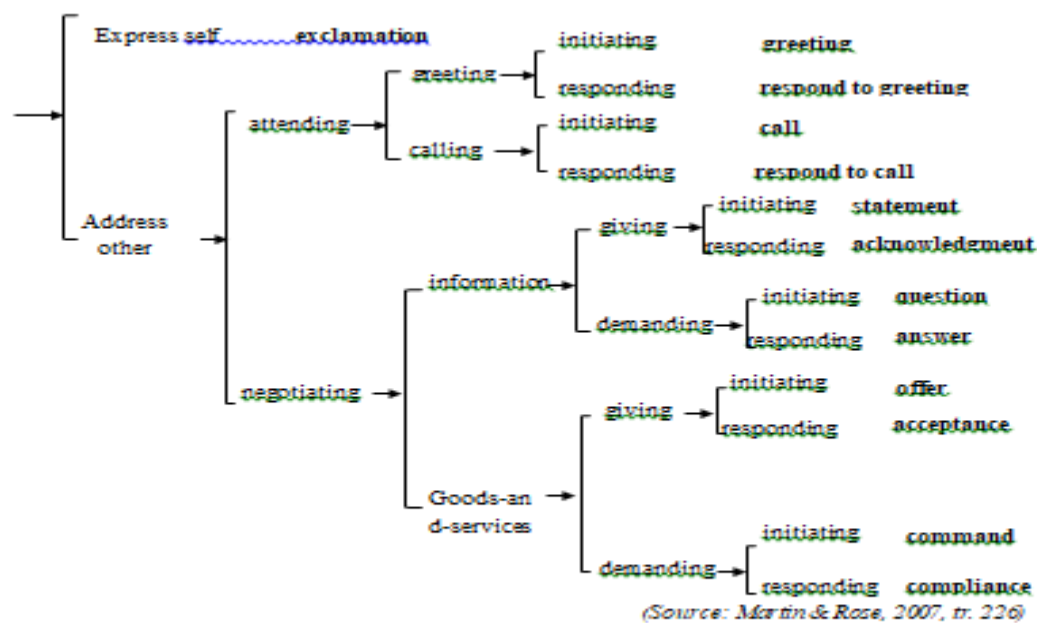 Express self exclamation
initiating greeting
greeting
responding respond to greeting
attending
initiating call
calling
responding respond to call
Address
other
initiating statement
giving
responding acknowledgment
information
initiating question
demanding
responding answer
negotiating
initiating offer
giving
responding acceptance
Goods-an
d-services
initiating command
demanding
responding compliance
(Source: Martin & Rose, 2007, tr. 226)